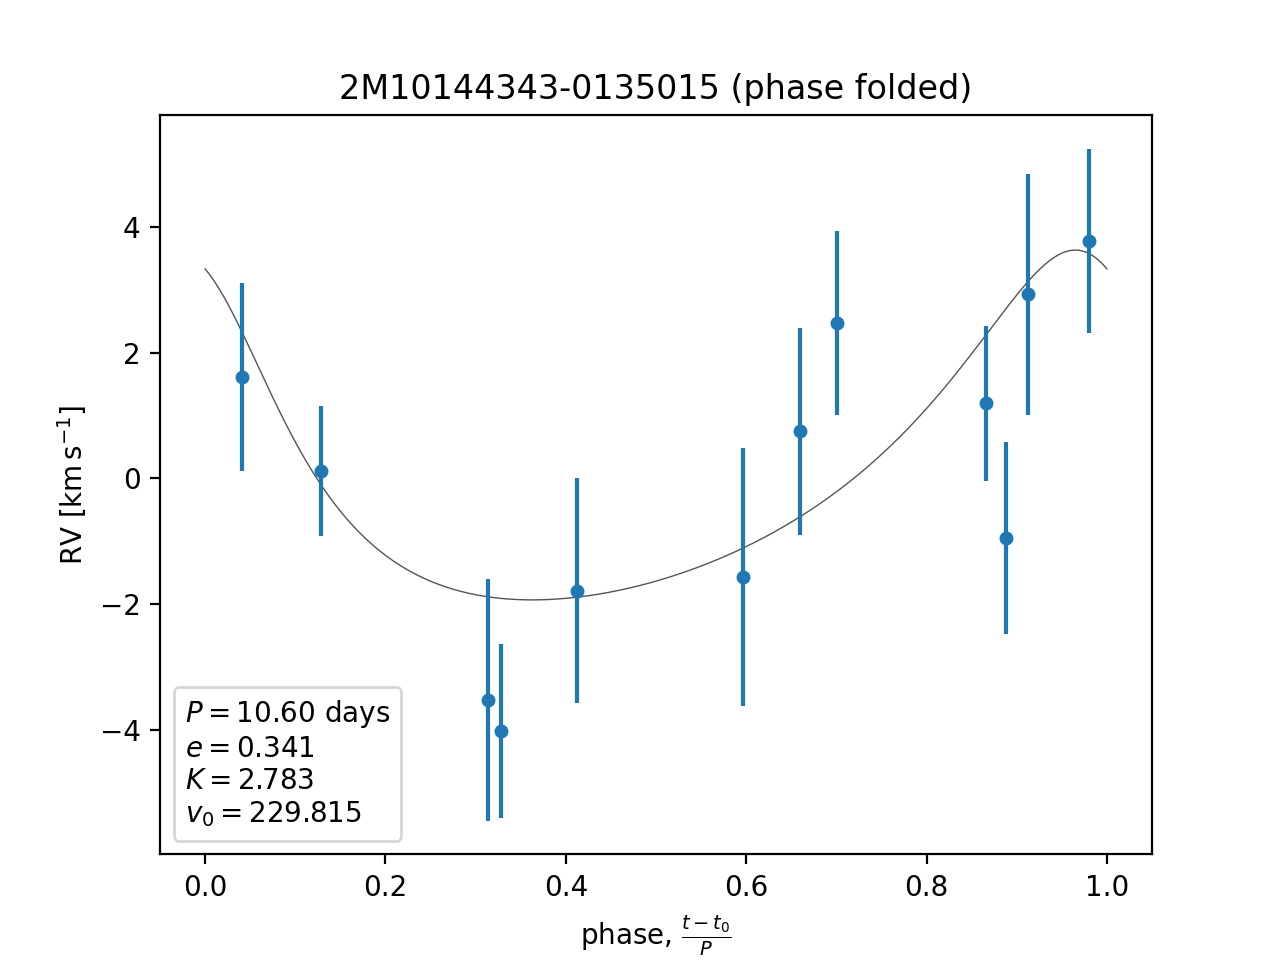 2M10144343-0135015 (phase folded)
RV [km s⁻¹]
4
2
0
−2
−4
P = 10.60 days
e = 0.341
K = 2.783
v₀ = 229.815
0.0 0.2 0.4 0.6 0.8 1.0
phase, (t − t₀)/P